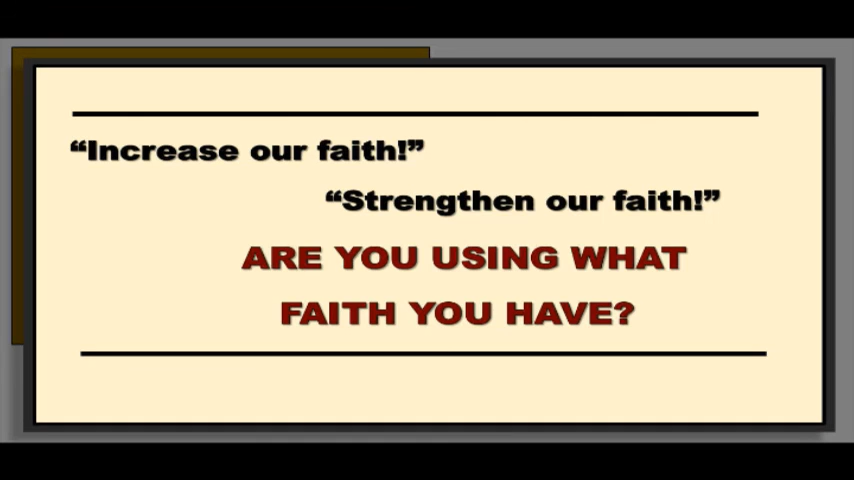 “Increase our faith!”
“Strengthen our faith!”
ARE YOU USING WHAT
FAITH YOU HAVE?